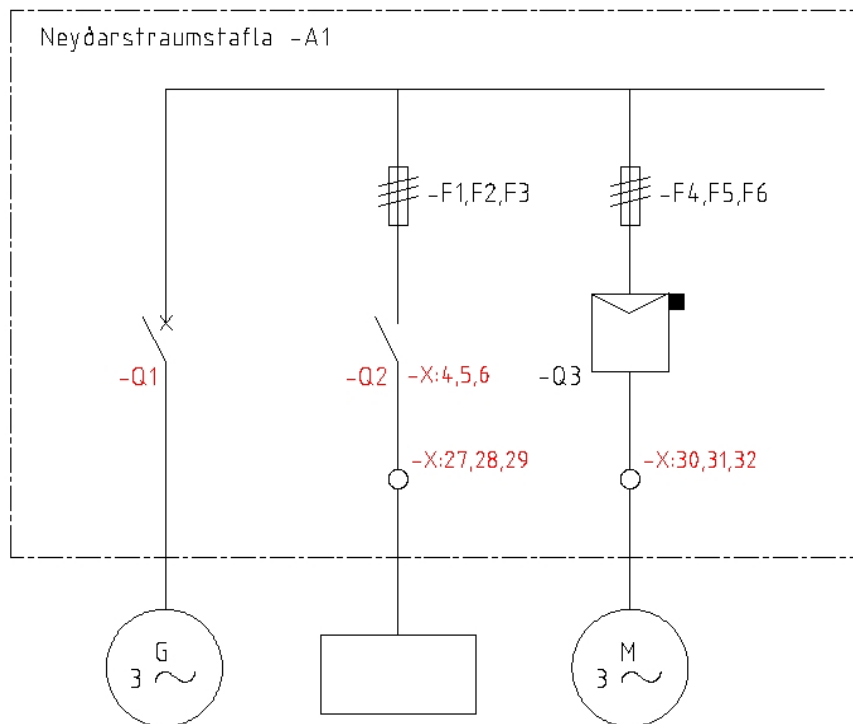 Neyðarstraumstafla -A1
-F1,F2,F3
-F4,F5,F6
-Q1
-Q2
-X:4,5,6
-Q3
-X:27,28,29
-X:30,31,32
G
3
M
3